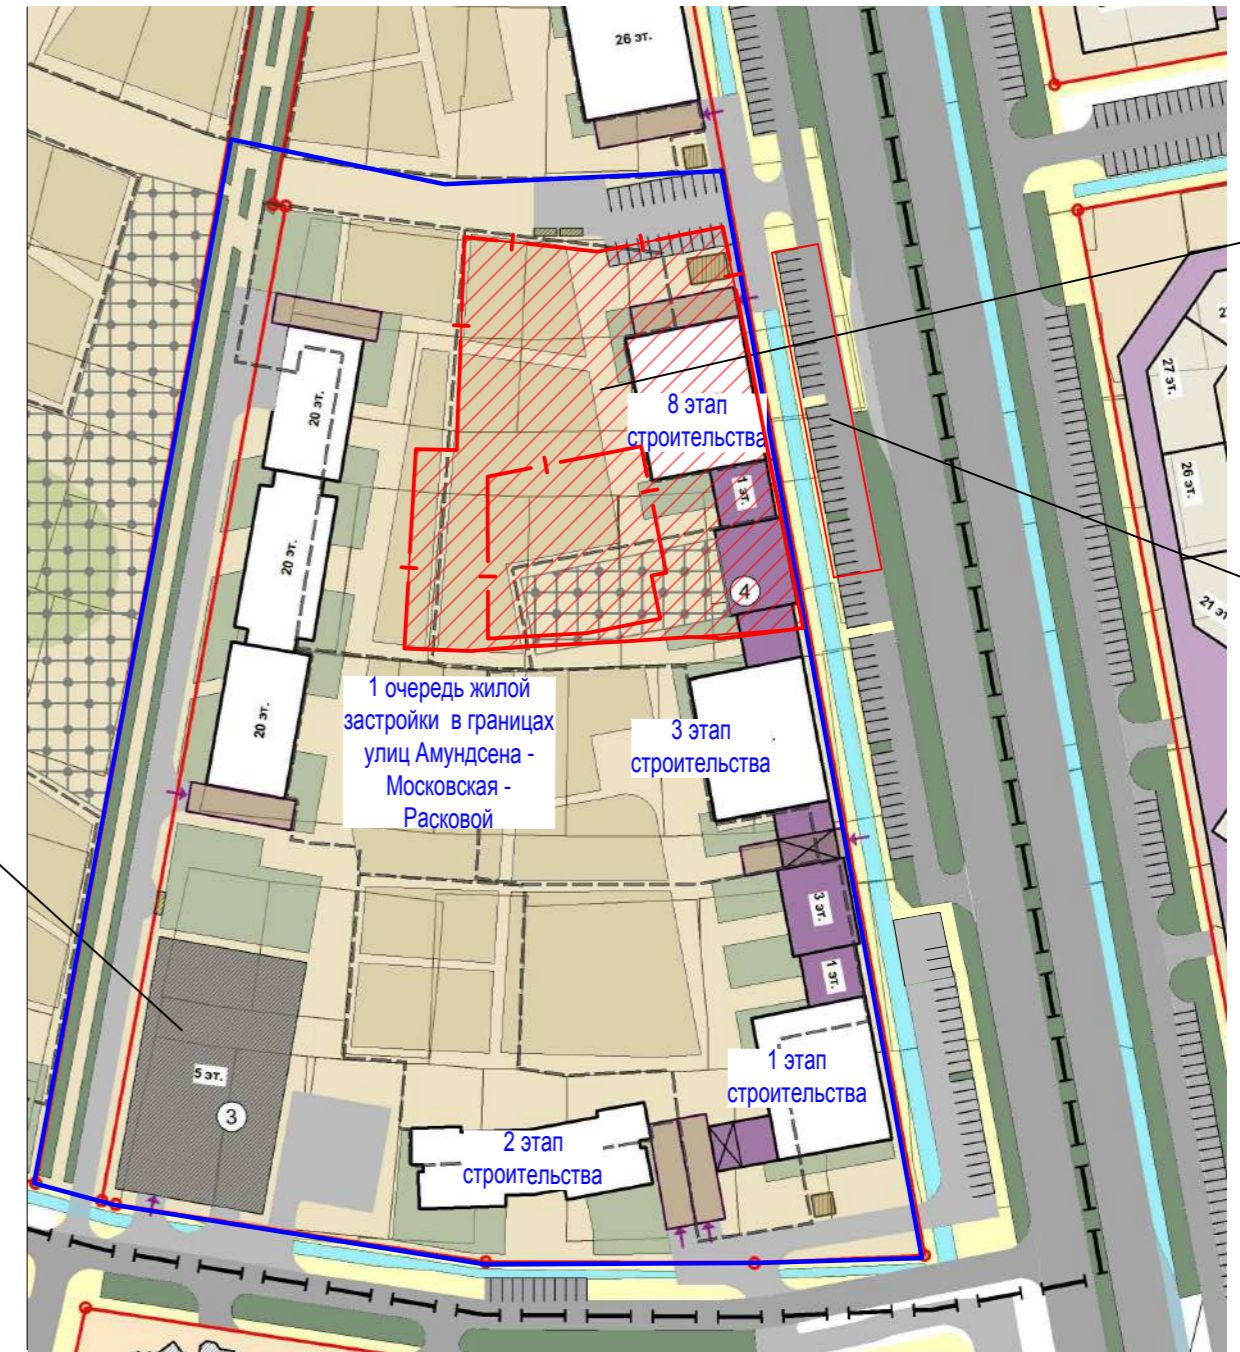 26 эт.
27 эт.
26 эт.
20 эт.
8 этап
строительства
1 эт.
20 эт.
4
1 очередь жилой
застройки в границах
улиц Амундсена -
Московская -
Расковой
20 эт.
3 этап
строительства
3 эт.
1 эт.
5 эт.
3
1 этап
строительства
2 этап
строительства